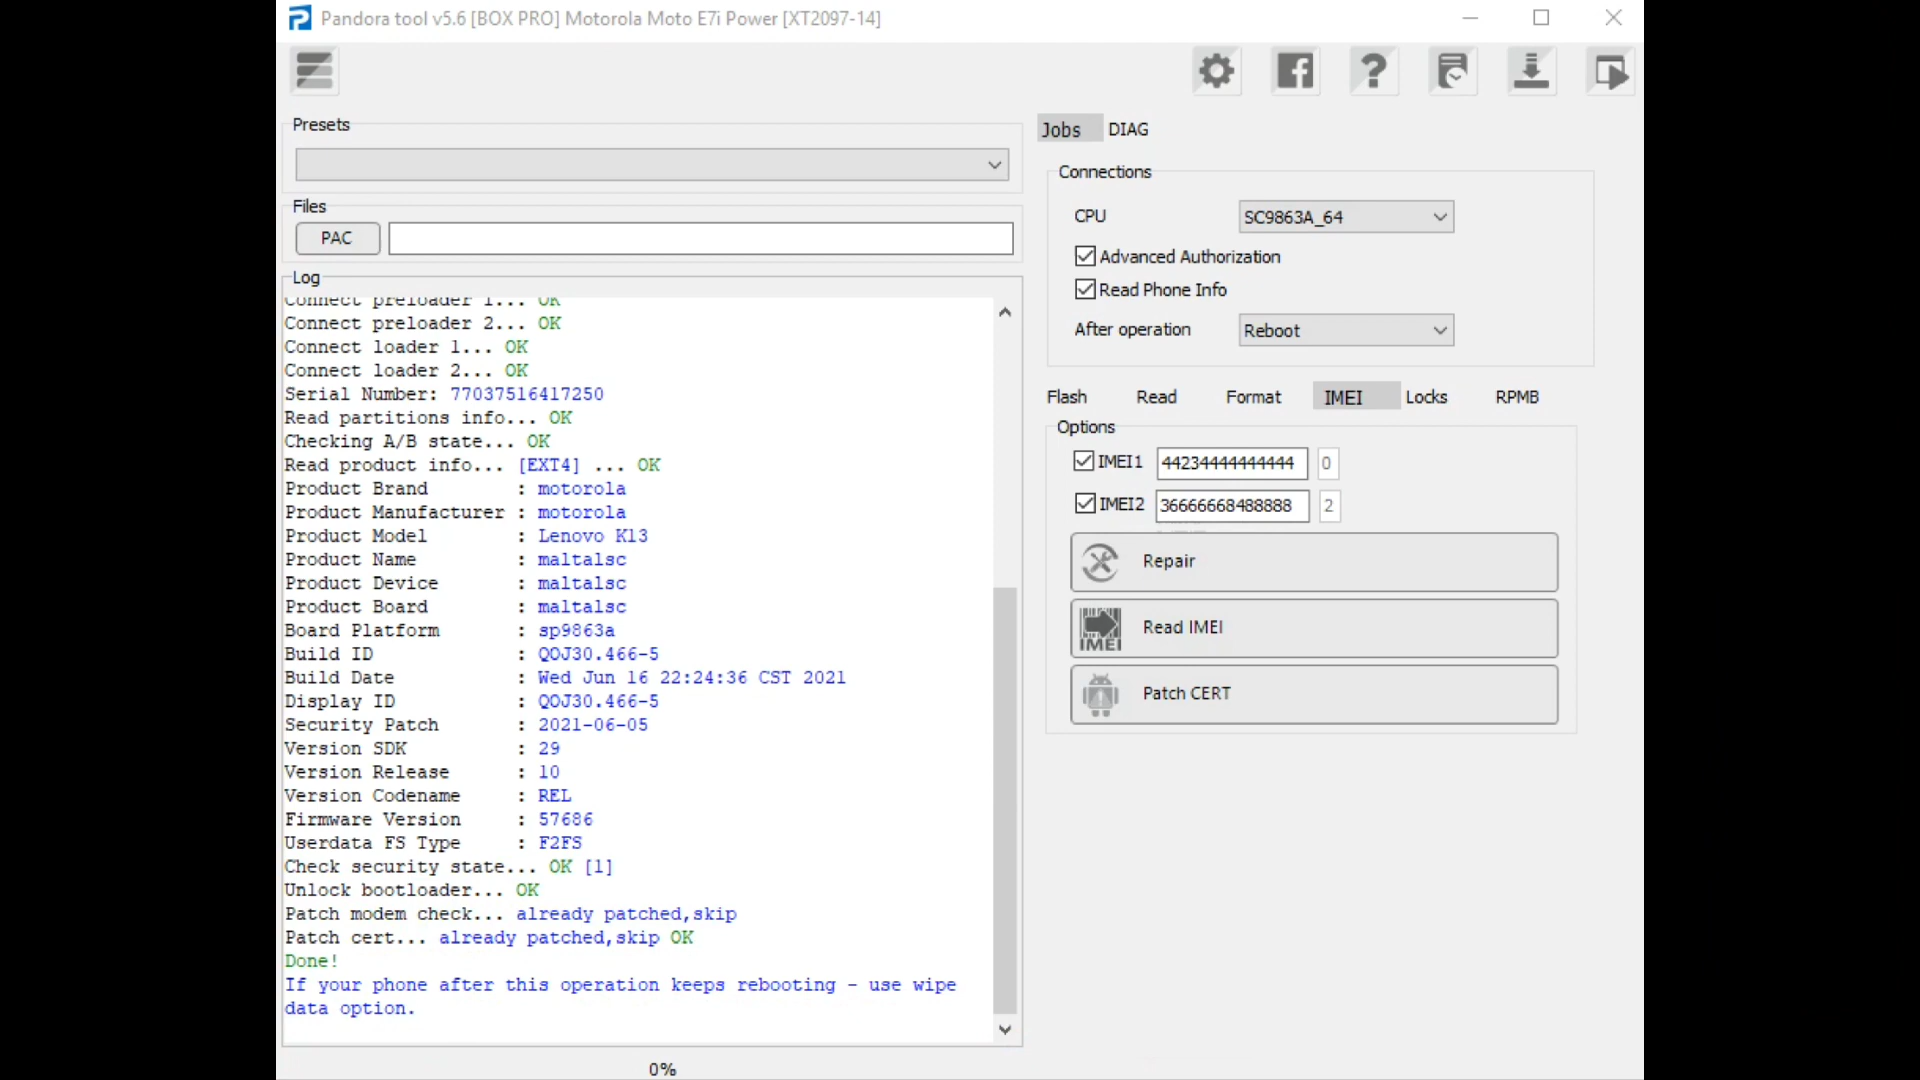 Pandora tool v5.6 [BOX PRO] Motorola Moto E7i Power [XT2097-14]
Presets
Files
PAC
Log
Connect preloader 1... OK
Connect preloader 2... OK
Connect loader 1... OK
Connect loader 2... OK
Serial Number: 77037516417250
Read partitions info... OK
Checking A/B state... OK
Read product info... [EXT4] ... OK
Product Brand : motorola
Product Manufacturer : motorola
Product Model : Lenovo K13
Product Name : maltalsc
Product Device : maltalsc
Product Board : maltalsc
Board Platform : sp9863a
Build ID : QOJ30.466-5
Build Date : Wed Jun 16 22:24:36 CST 2021
Display ID : QOJ30.466-5
Security Patch : 2021-06-05
Version SDK : 29
Version Release : 10
Version Codename : REL
Firmware Version : 57686
Userdata FS Type : F2FS
Check security state... OK [1]
Unlock bootloader... OK
Patch modem check... already patched,skip
Patch cert... already patched,skip OK
Done!
If your phone after this operation keeps rebooting - use wipe
data option.
0%
Jobs DIAG
Connections
CPU SC9863A_64
Advanced Authorization
Read Phone Info
After operation Reboot
Flash Read Format IMEI Locks RPMB
Options
IMEI1 44234444444444 0
IMEI2 36666668488888 2
Repair
IMEI Read IMEI
Patch CERT